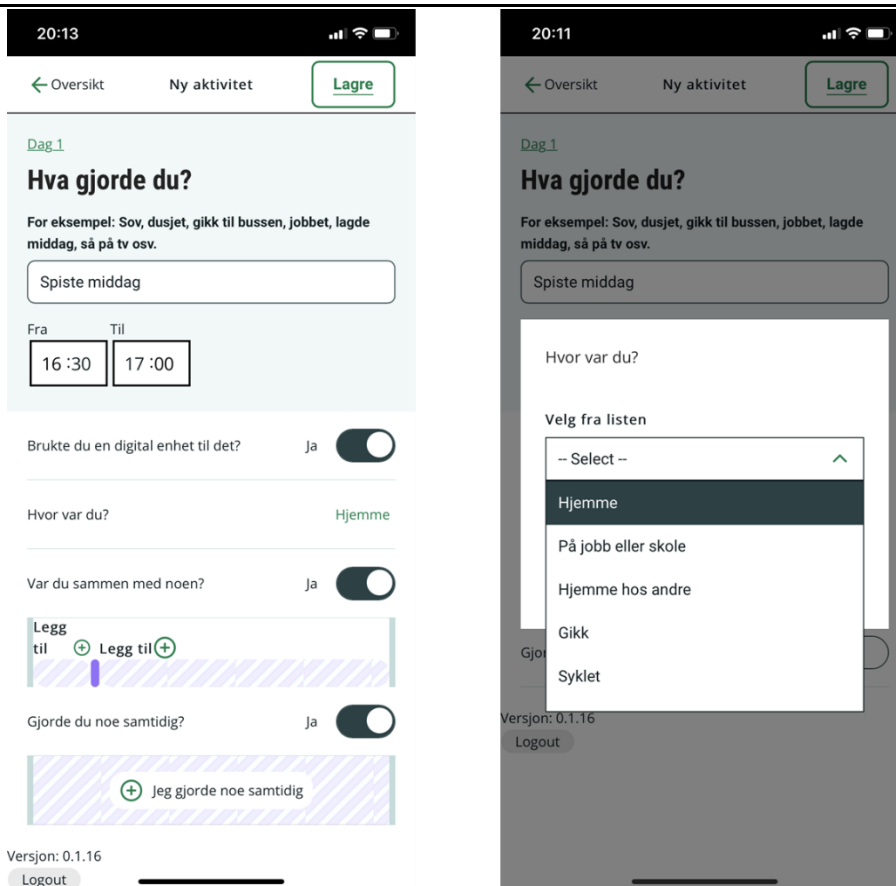 20:13
Oversikt
Ny aktivitet
Lagre
Dag 1
Hva gjorde du?
For eksempel: Sov, dusjet, gikk til bussen, jobbet, lagde
middag, så på tv osv.
Spiste middag
Fra Til
16 :30 17 :00
Brukte du en digital enhet til det? Ja
Hvor var du? Hjemme
Var du sammen med noen? Ja
Legg
til Legg til
Gjorde du noe samtidig? Ja
Jeg gjorde noe samtidig
Versjon: 0.1.16
Logout
20:11
Oversikt
Ny aktivitet
Lagre
Dag 1
Hva gjorde du?
For eksempel: Sov, dusjet, gikk til bussen, jobbet, lagde
middag, så på tv osv.
Spiste middag
Hvor var du?
Velg fra listen
-- Select --
Hjemme
På jobb eller skole
Hjemme hos andre
Gikk
Syklet
Gjor
Versjon: 0.1.16
Logout